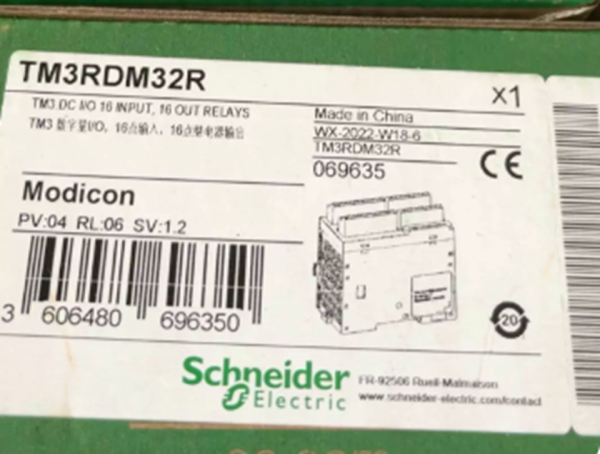 TM3RDM32R
X1
TM3 DC I/O 16 INPUT, 16 OUT RELAYS
TM3 数字量I/O，16点输入，16点继电器输出
Made in China
WX-2022-W18-6
TM3RDM32R
069635
CE
Modicon
PV:04 RL:06 SV:1.2
3 606480 696350
20
Schneider
Electric
FR-92506 Rueil-Malmaison
www.schneider-electric.com/contact